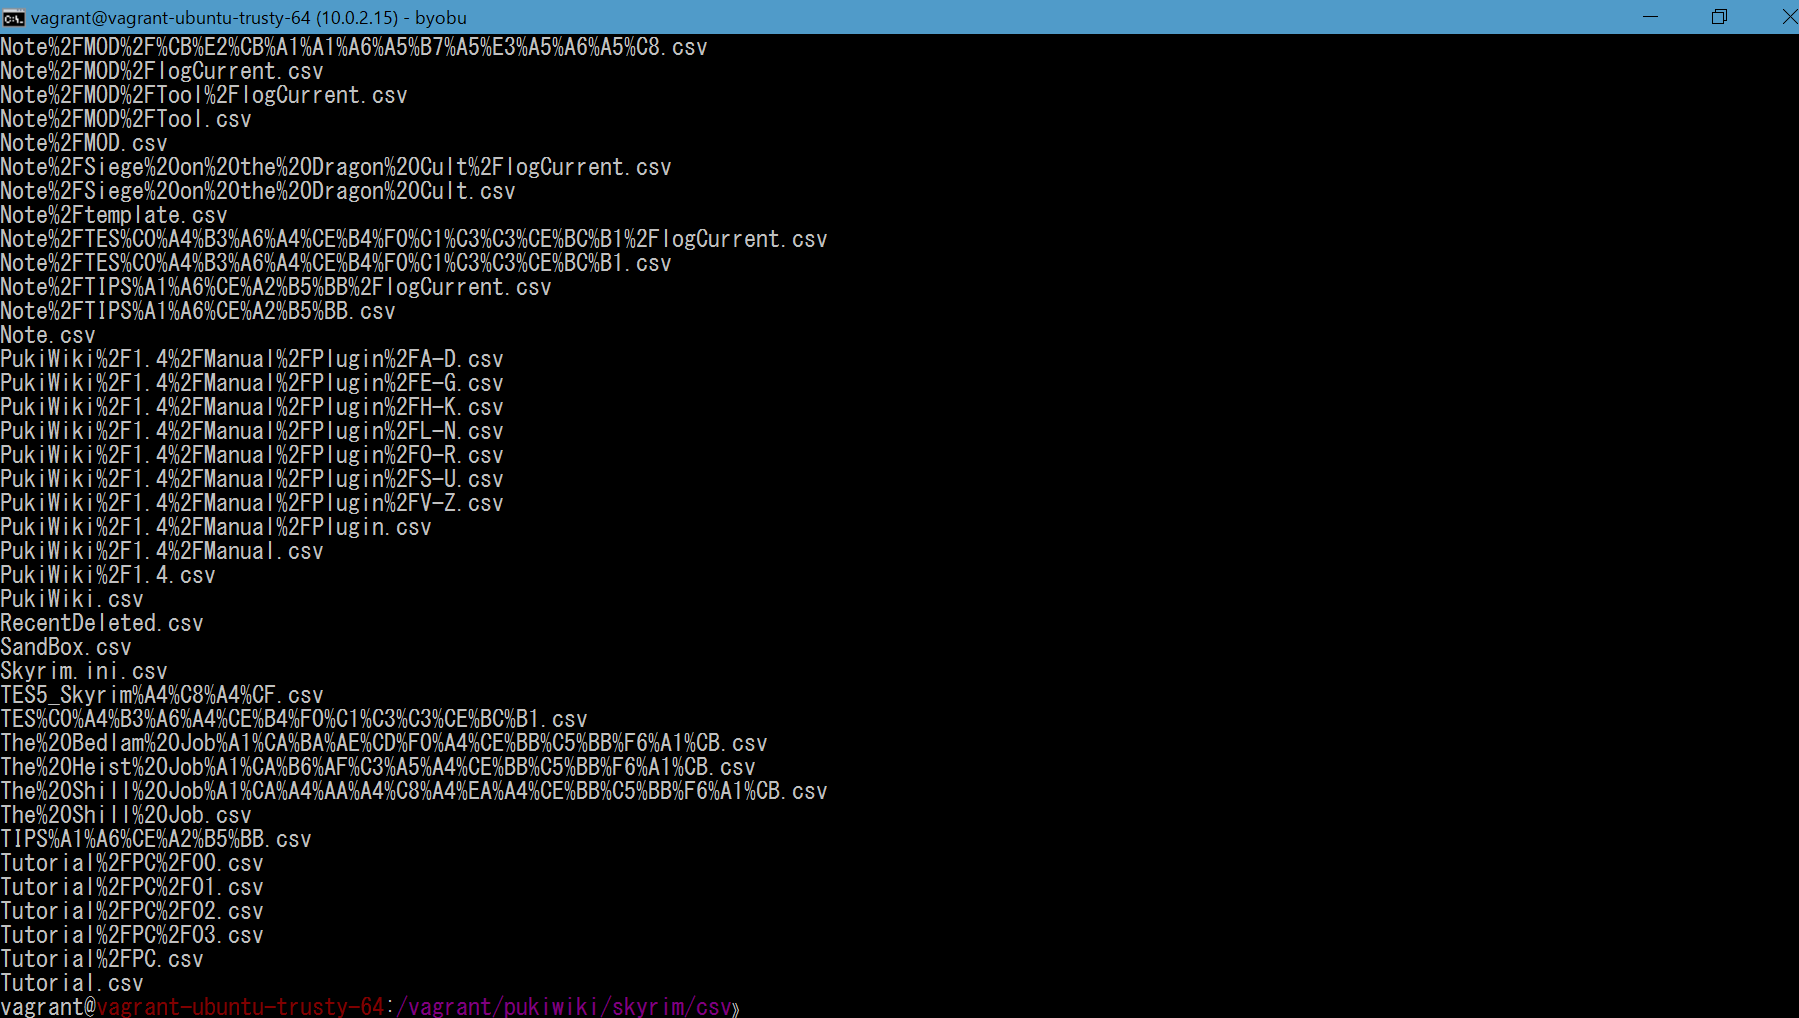 vagrant@vagrant-ubuntu-trusty-64 (10.0.2.15) - byobu
Note%2FMOD%2F%CB%E2%CB%A1%A1%A6%A5%B7%A5%E3%A5%A6%A5%C8.csv
Note%2FMOD%2FlogCurrent.csv
Note%2FMOD%2FTool%2FlogCurrent.csv
Note%2FMOD%2FTool.csv
Note%2FMOD.csv
Note%2FSiege%20on%20the%20Dragon%20Cult%2FlogCurrent.csv
Note%2FSiege%20on%20the%20Dragon%20Cult.csv
Note%2Ftemplate.csv
Note%2FTES%C0%A4%B3%A6%A4%CE%B4%F0%C1%C3%C3%CE%BC%B1%2FlogCurrent.csv
Note%2FTES%C0%A4%B3%A6%A4%CE%B4%F0%C1%C3%C3%CE%BC%B1.csv
Note%2FTIPS%A1%A6%CE%A2%B5%BB%2FlogCurrent.csv
Note%2FTIPS%A1%A6%CE%A2%B5%BB.csv
Note.csv
PukiWiki%2F1.4%2FManual%2FPlugin%2FA-D.csv
PukiWiki%2F1.4%2FManual%2FPlugin%2FE-G.csv
PukiWiki%2F1.4%2FManual%2FPlugin%2FH-K.csv
PukiWiki%2F1.4%2FManual%2FPlugin%2FL-N.csv
PukiWiki%2F1.4%2FManual%2FPlugin%2FO-R.csv
PukiWiki%2F1.4%2FManual%2FPlugin%2FS-U.csv
PukiWiki%2F1.4%2FManual%2FPlugin%2FV-Z.csv
PukiWiki%2F1.4%2FManual%2FPlugin.csv
PukiWiki%2F1.4%2FManual.csv
PukiWiki%2F1.4.csv
PukiWiki.csv
RecentDeleted.csv
SandBox.csv
Skyrim.ini.csv
TES5_Skyrim%A4%C8%A4%CF.csv
TES%C0%A4%B3%A6%A4%CE%B4%F0%C1%C3%C3%CE%BC%B1.csv
The%20Bedlam%20Job%A1%CA%BA%AE%CD%F0%A4%CE%BB%C5%BB%F6%A1%CB.csv
The%20Heist%20Job%A1%CA%B6%AF%C3%A5%A4%CE%BB%C5%BB%F6%A1%CB.csv
The%20Shill%20Job%A1%CA%A4%AA%A4%C8%A4%EA%A4%CE%BB%C5%BB%F6%A1%CB.csv
The%20Shill%20Job.csv
TIPS%A1%A6%CE%A2%B5%BB.csv
Tutorial%2FPC%2F00.csv
Tutorial%2FPC%2F01.csv
Tutorial%2FPC%2F02.csv
Tutorial%2FPC%2F03.csv
Tutorial%2FPC.csv
Tutorial.csv
vagrant@vagrant-ubuntu-trusty-64:/vagrant/pukiwiki/skyrim/csv》